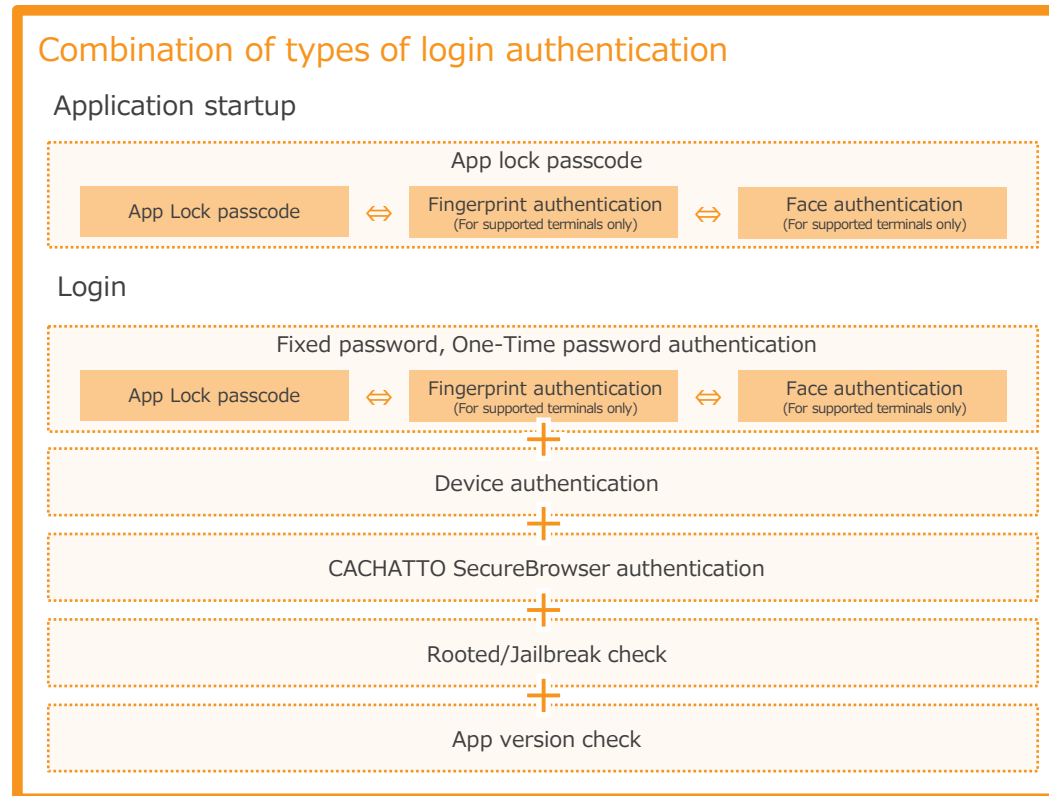 Combination of types of login authentication
Application startup
App lock passcode
App Lock passcode
⇔
Fingerprint authentication
(For supported terminals only)
⇔
Face authentication
(For supported terminals only)
Login
Fixed password, One-Time password authentication
App Lock passcode
⇔
Fingerprint authentication
(For supported terminals only)
⇔
Face authentication
(For supported terminals only)
+
Device authentication
+
CACHATTO SecureBrowser authentication
+
Rooted/Jailbreak check
+
App version check